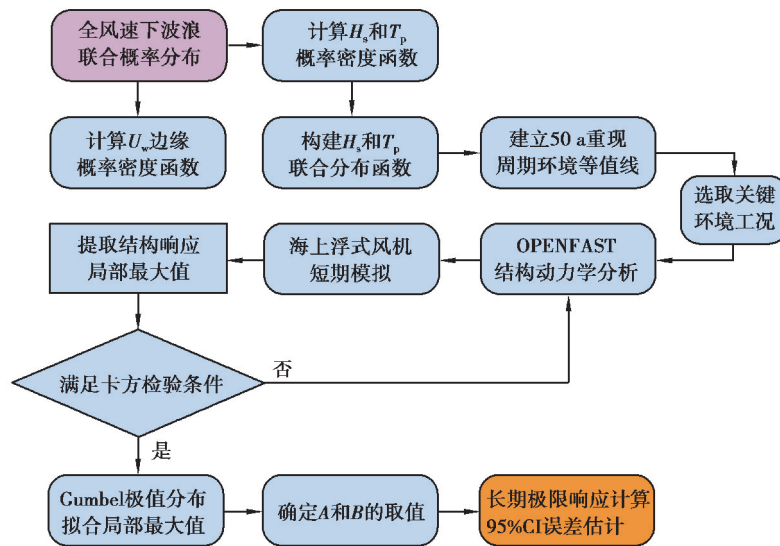 全风速下波浪
联合概率分布
计算Hs和Tp
概率密度函数
计算Uw边缘
概率密度函数
构建Hs和Tp
联合分布函数
建立50 a重现
周期环境等值线
选取关键
环境工况
提取结构响应
局部最大值
海上浮式风机
短期模拟
OPENFAST
结构动力学分析
满足卡方检验条件
否
是
Gumbel极值分布
拟合局部最大值
确定A和B的取值
长期极限响应计算
95%CI误差估计